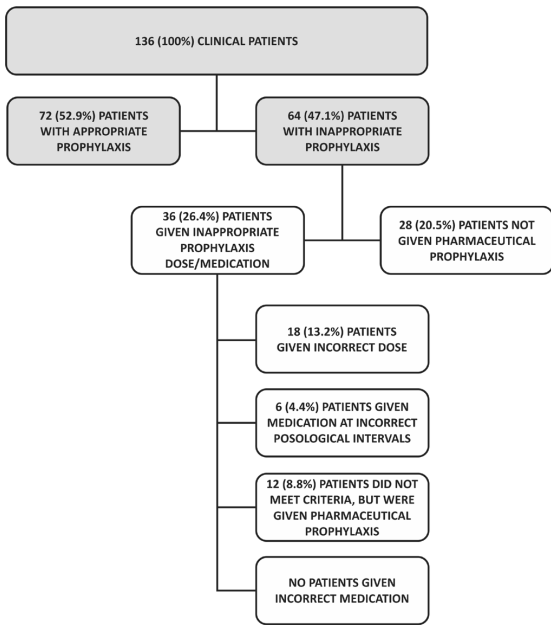 136 (100%) CLINICAL PATIENTS
72 (52.9%) PATIENTS
WITH APPROPRIATE
PROPHYLAXIS
64 (47.1%) PATIENTS
WITH INAPPROPRIATE
PROPHYLAXIS
36 (26.4%) PATIENTS
GIVEN INAPPROPRIATE
PROPHYLAXIS
DOSE/MEDICATION
28 (20.5%) PATIENTS NOT
GIVEN PHARMACEUTICAL
PROPHYLAXIS
18 (13.2%) PATIENTS
GIVEN INCORRECT DOSE
6 (4.4%) PATIENTS GIVEN
MEDICATION AT INCORRECT
POSOLOGICAL INTERVALS
12 (8.8%) PATIENTS DID NOT
MEET CRITERIA, BUT WERE
GIVEN PHARMACEUTICAL
PROPHYLAXIS
NO PATIENTS GIVEN
INCORRECT MEDICATION